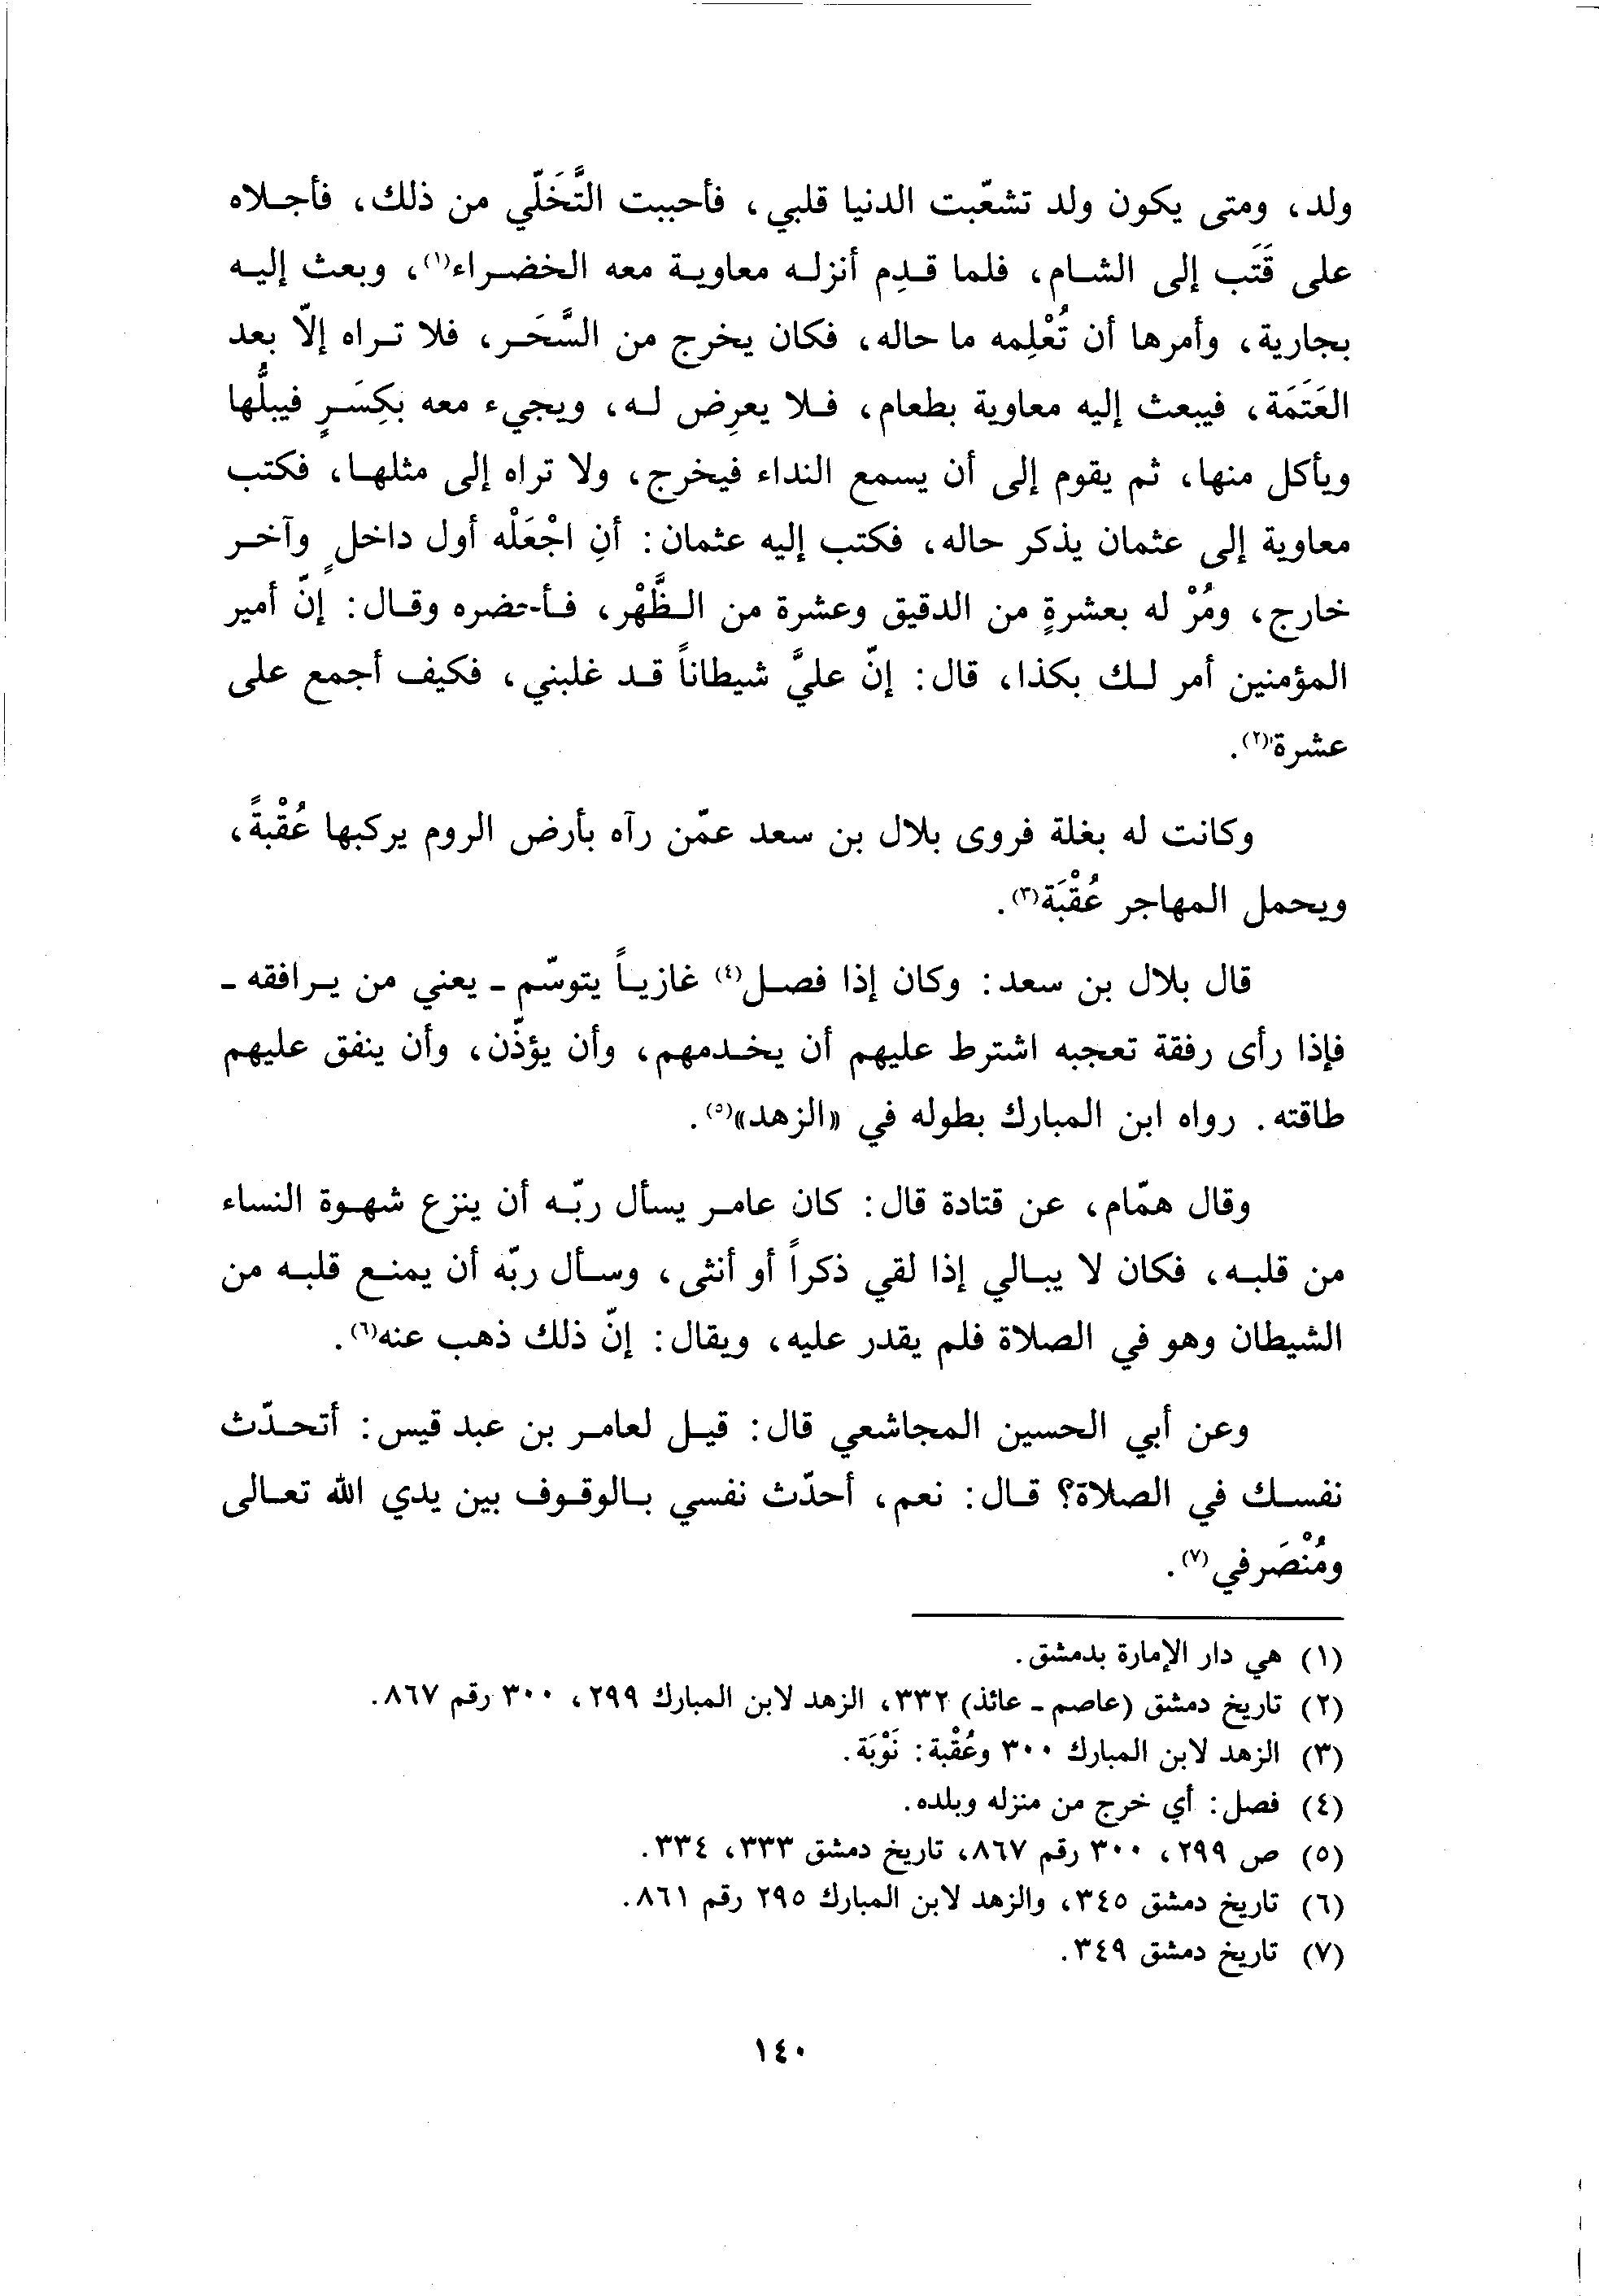 ولد، ومتى يكون ولد تشعّبت الدنيا قلبي، فأحببت التَّخَلّي من ذلك، فأجلاه
على قَتَب إلى الشام، فلما قدِم أنزله معاوية معه الخضراء(١)، وبعث إليه
بجارية، وأمرها أن تُعْلِمه ما حاله، فكان يخرج من السَّحَر، فلا تراه إلّا بعد
العَتَمَة، فيبعث إليه معاوية بطعام، فلا يعرِض له، ويجيء معه بكِسَرٍ فيبلُّها
ويأكل منها، ثم يقوم إلى أن يسمع النداء فيخرج، ولا تراه إلى مثلها، فكتب
معاوية إلى عثمان يذكر حاله، فكتب إليه عثمان: أنِ اجْعَلْه أول داخلٍ وآخر
خارج، ومُرْ له بعشرةٍ من الدقيق وعشرة من الظَّهْر، فأحضره وقال: إنّ أمير
المؤمنين أمر لك بكذا، قال: إنّ عليَّ شيطاناً قد غلبني، فكيف أجمع على
عشرة(٢).
وكانت له بغلة فروى بلال بن سعد عمّن رآه بأرض الروم يركبها عُقْبةً،
ويحمل المهاجر عُقْبَة(٣).
قال بلال بن سعد: وكان إذا فصل(٤) غازياً يتوسّم - يعني من يرافقه -
فإذا رأى رفقة تعجبه اشترط عليهم أن يخدمهم، وأن يؤذّن، وأن ينفق عليهم
طاقته. رواه ابن المبارك بطوله في «الزهد»(٥).
وقال همّام، عن قتادة قال: كان عامر يسأل ربّه أن ينزع شهوة النساء
من قلبه، فكان لا يبالي إذا لقي ذكراً أو أنثى، وسأل ربّه أن يمنع قلبه من
الشيطان وهو في الصلاة فلم يقدر عليه، ويقال: إنّ ذلك ذهب عنه(٦).
وعن أبي الحسين المجاشعي قال: قيل لعامر بن عبد قيس: أتحدّث
نفسك في الصلاة؟ قال: نعم، أحدّث نفسي بالوقوف بين يدي الله تعالى
ومُنْصَرفي(٧).
(١) هي دار الإمارة بدمشق.
(٢) تاريخ دمشق (عاصم - عائذ) ٣٣٢، الزهد لابن المبارك ٢٩٩، ٣٠٠ رقم ٨٦٧.
(٣) الزهد لابن المبارك ٣٠٠ وعُقْبة: نَوْبَة.
(٤) فصل: أي خرج من منزله وبلده.
(٥) ص ٢٩٩، ٣٠٠ رقم ٨٦٧، تاريخ دمشق ٣٣٣، ٣٣٤.
(٦) تاريخ دمشق ٣٤٥، والزهد لابن المبارك ٢٩٥ رقم ٨٦١.
(٧) تاريخ دمشق ٣٤٩.
١٤٠